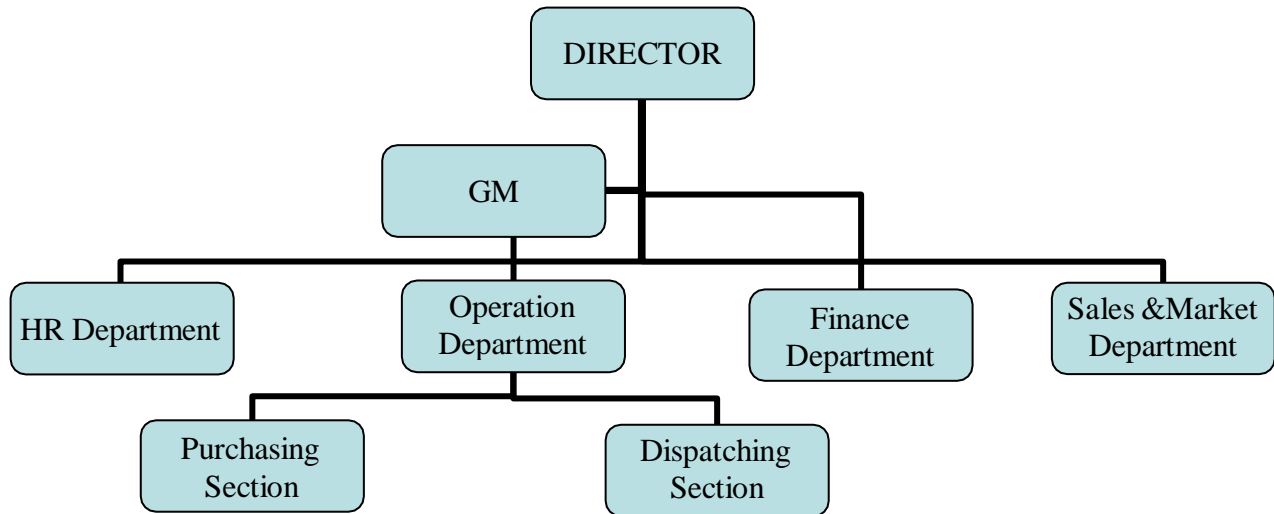 DIRECTOR
GM
HR Department
Operation
Department
Finance
Department
Sales &Market
Department
Purchasing
Section
Dispatching
Section